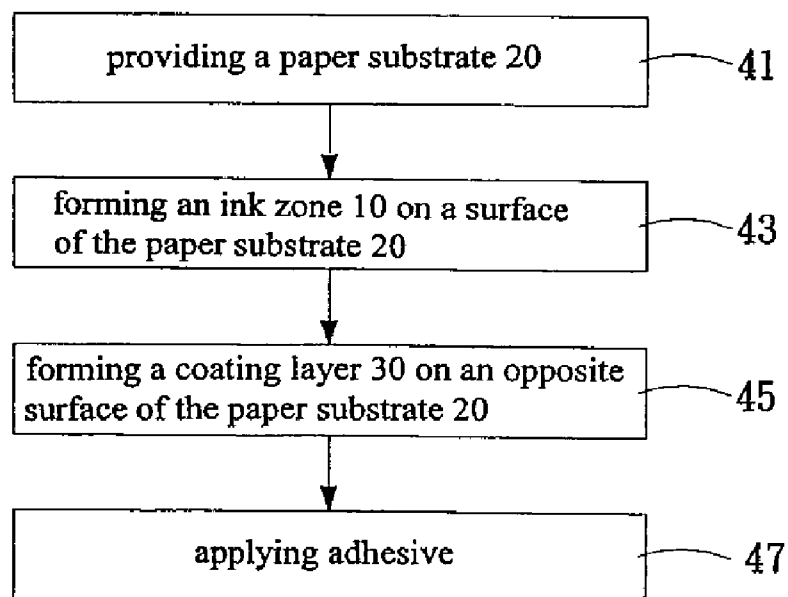 providing a paper substrate 20
41
forming an ink zone 10 on a surface
of the paper substrate 20
43
forming a coating layer 30 on an opposite
surface of the paper substrate 20
45
applying adhesive
47